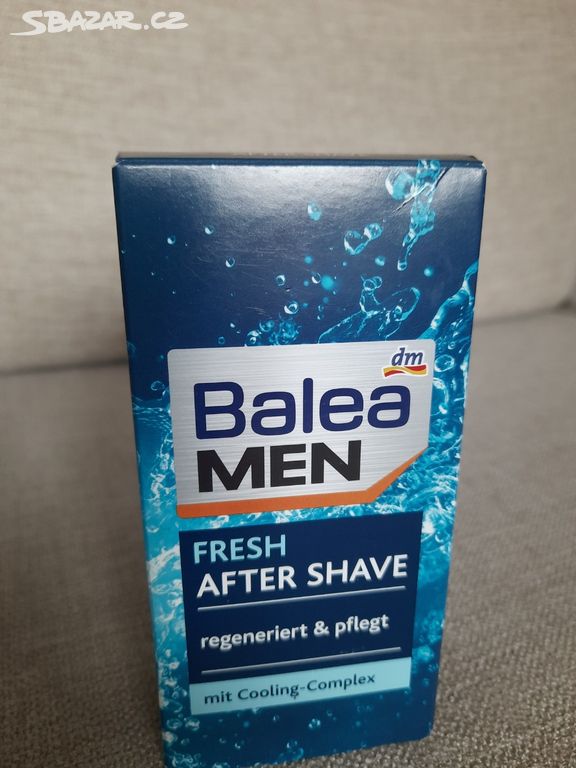 SBAZAR.CZ
dm
Balea
MEN
FRESH
AFTER SHAVE
regeneriert & pflegt
mit Cooling-Complex